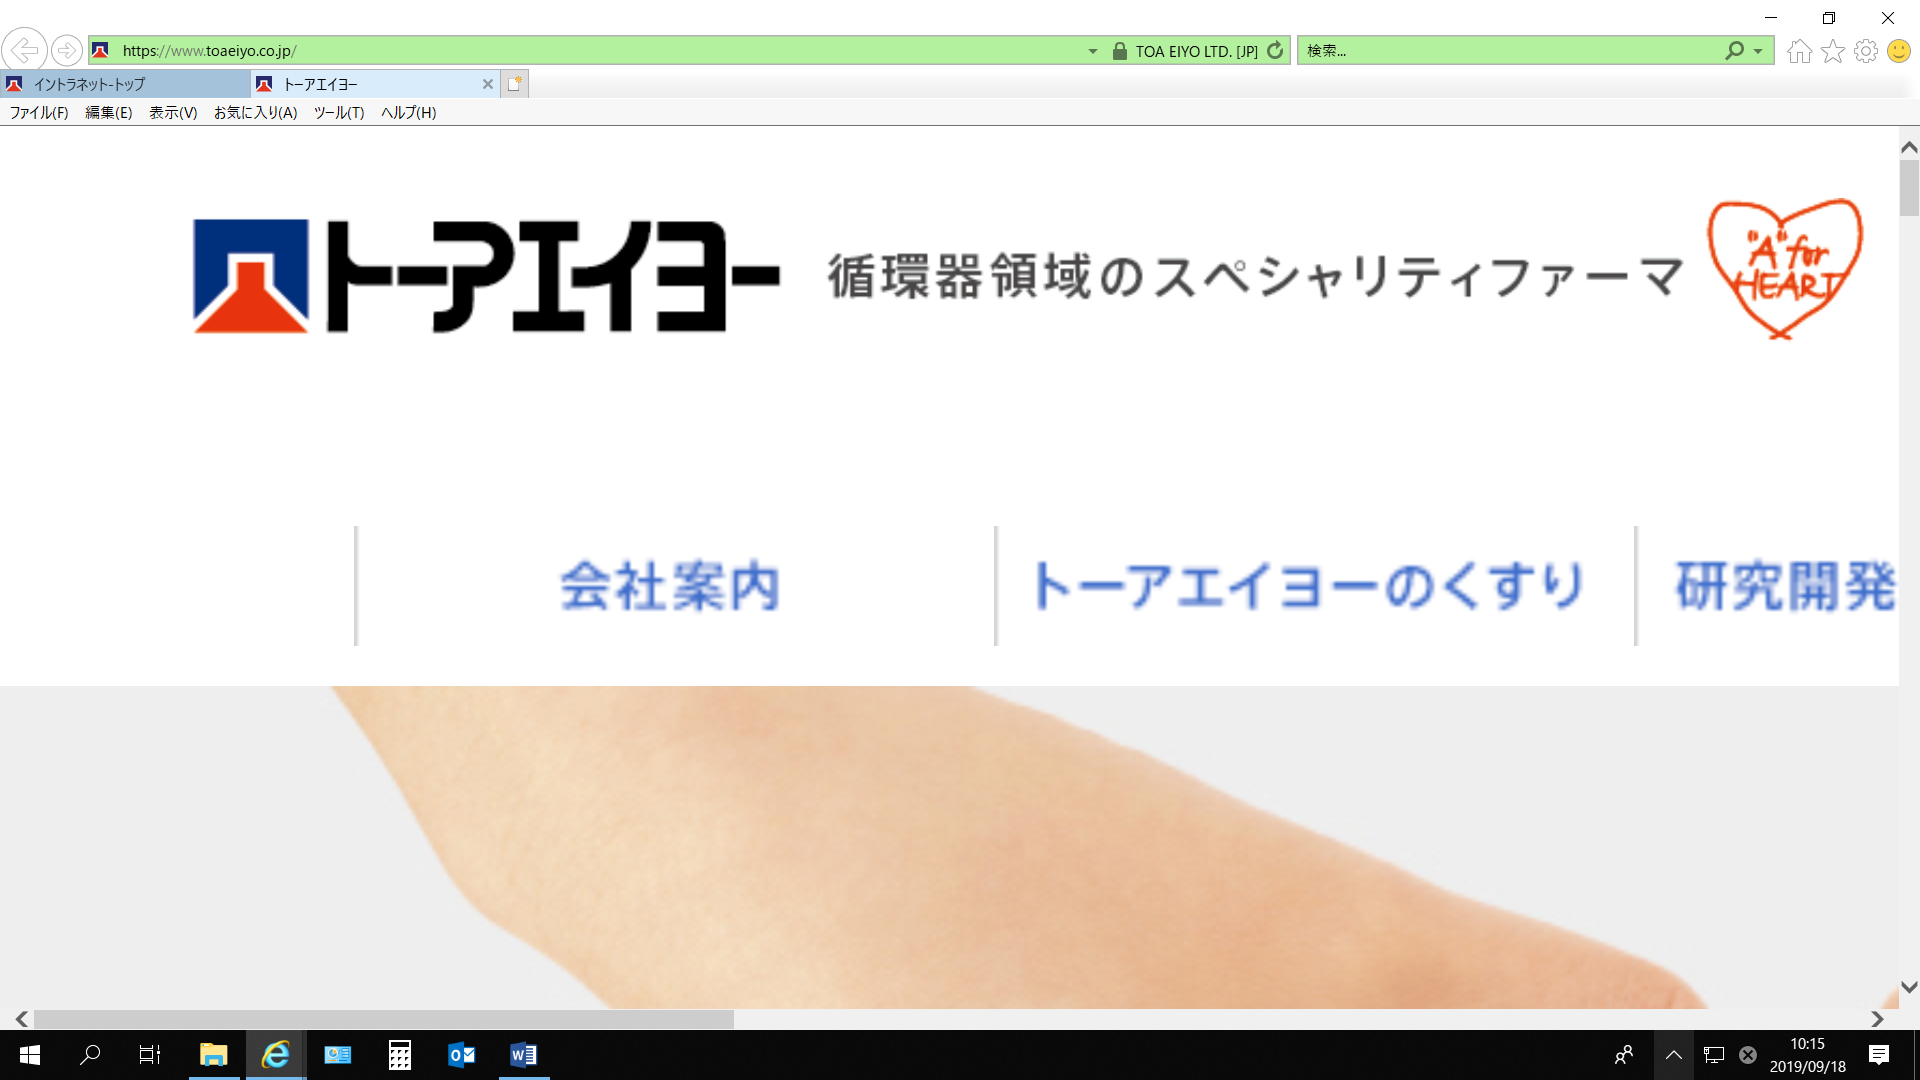 https://www.toaeiyo.co.jp/
TOA EIYO LTD. [JP]
検索...
イントラネット-トップ
トーアエイヨー
ファイル(F) 編集(E) 表示(V) お気に入り(A) ツール(T) ヘルプ(H)
トーアエイヨー
循環器領域のスペシャリティファーマ
"A" for
HEART
会社案内
トーアエイヨーのくすり
研究開発
10:15
2019/09/18